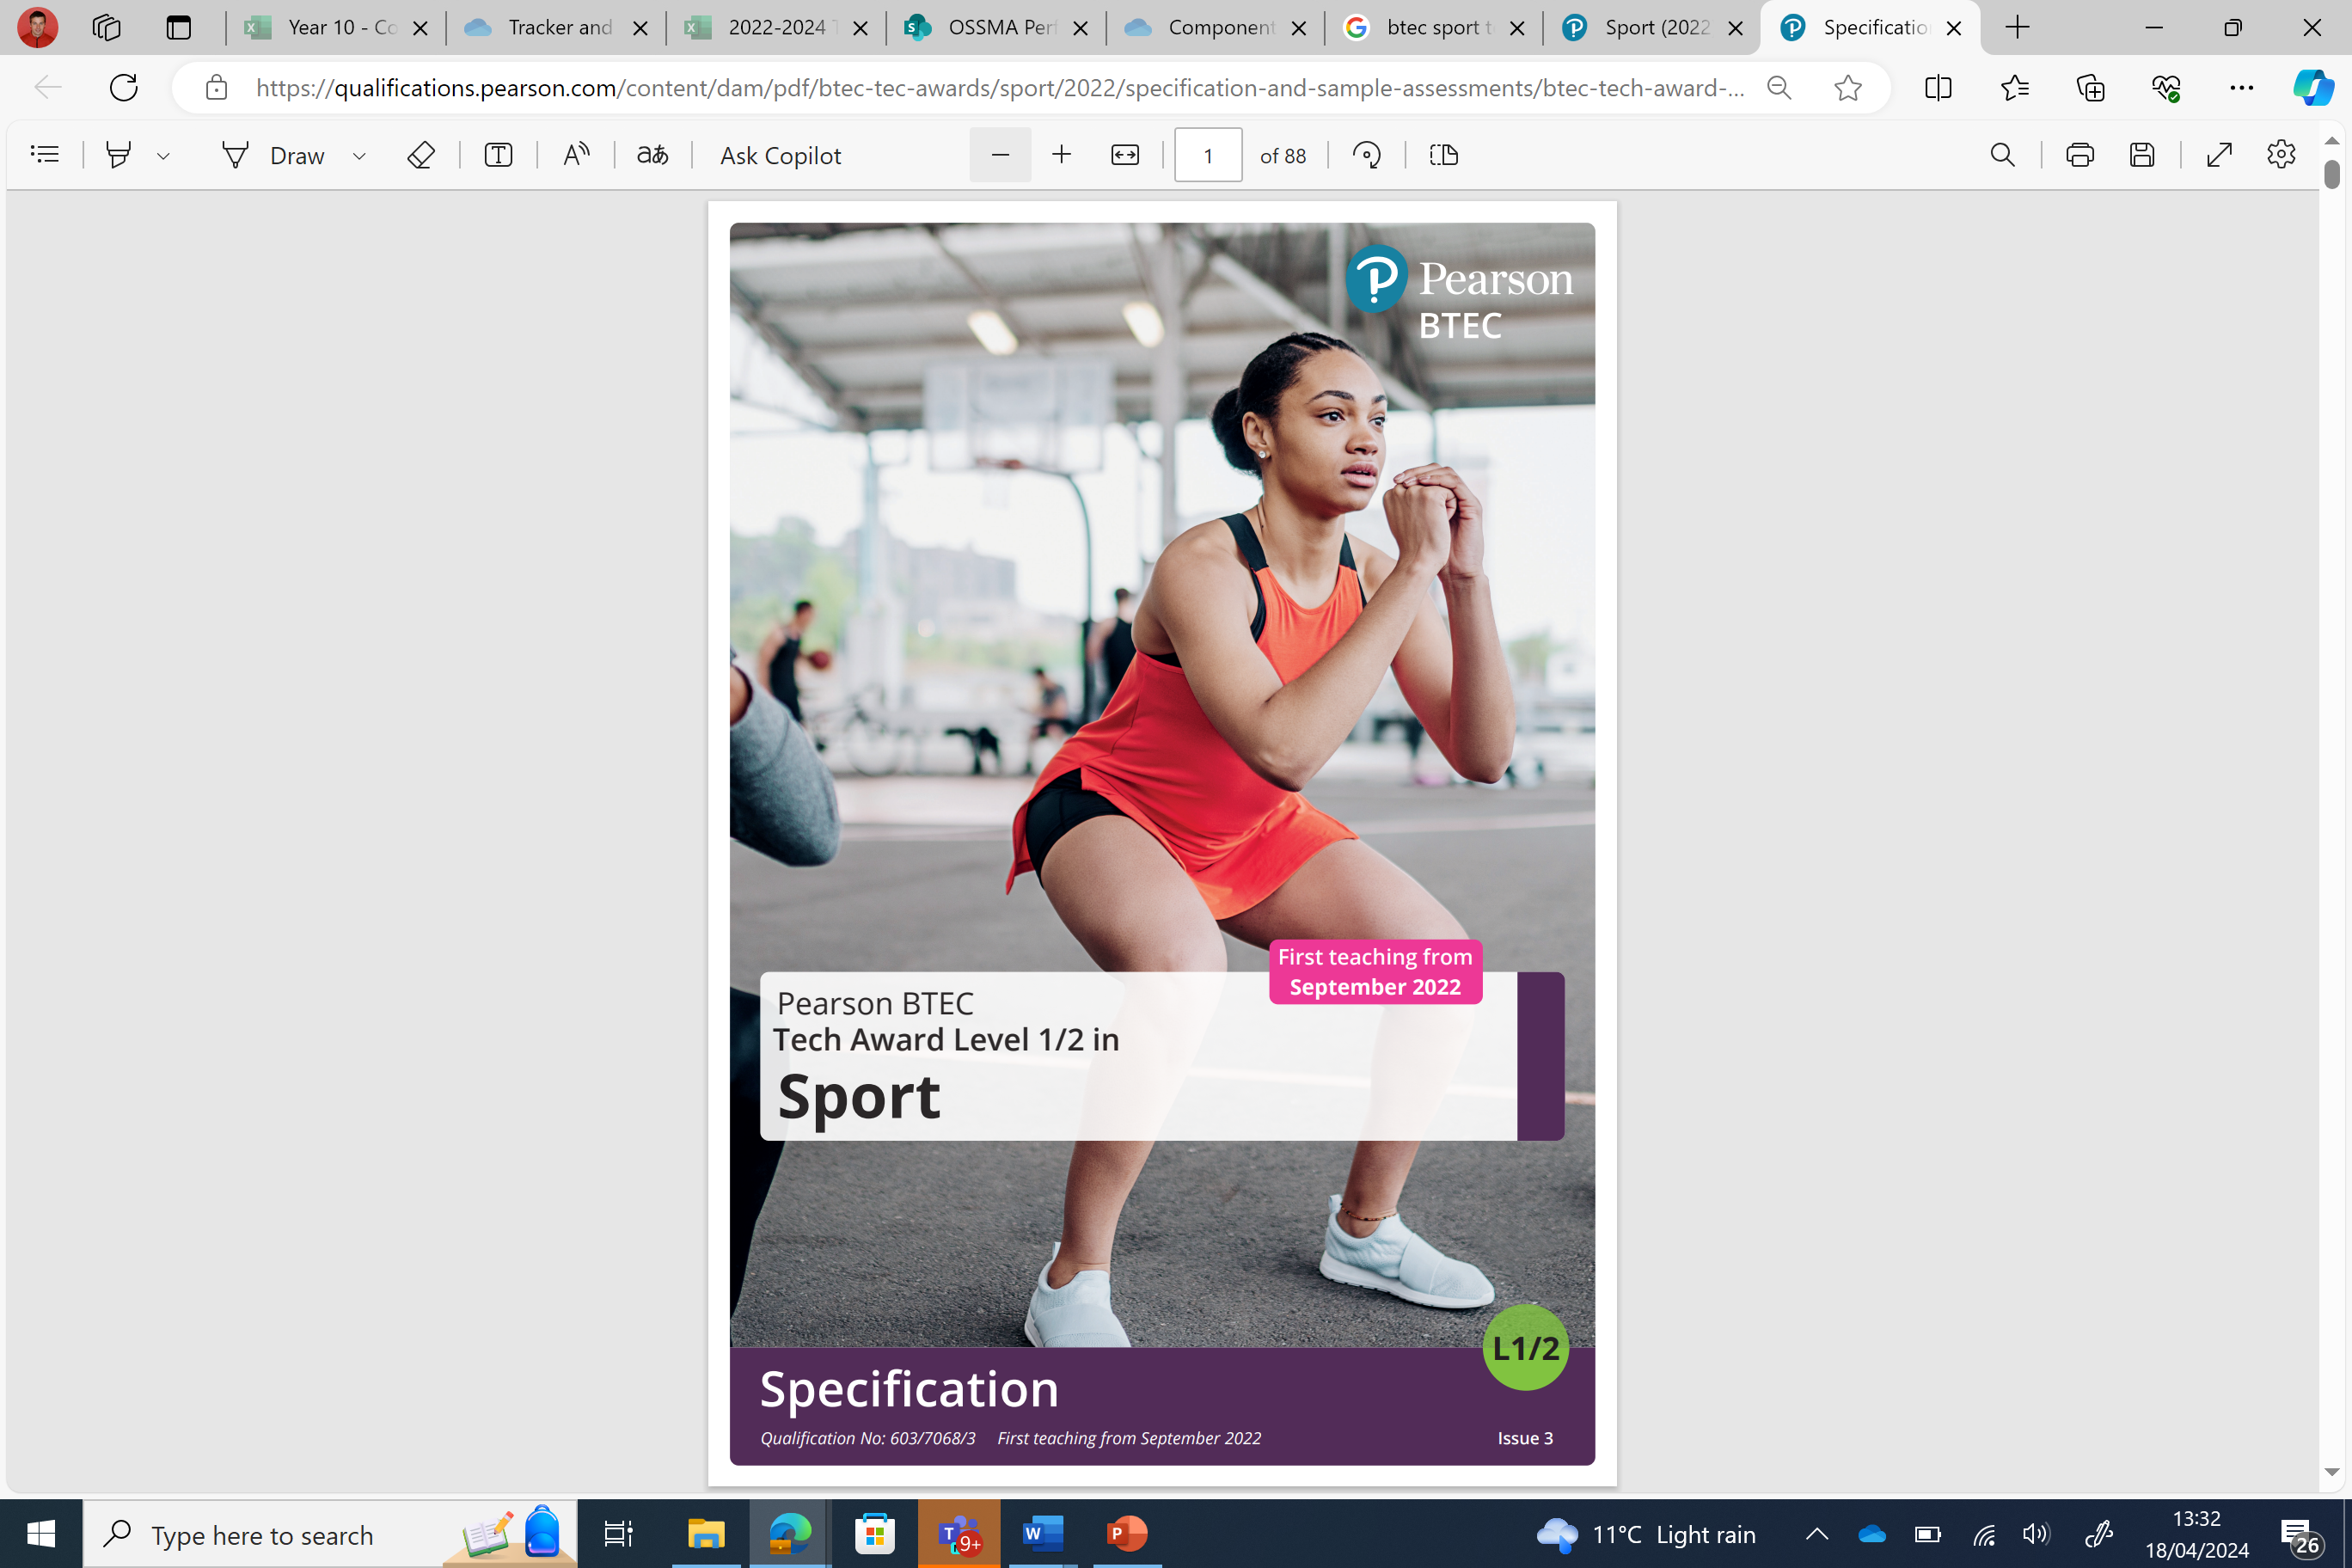 Year 10 - Co
Tracker and
2022-2024 T
OSSMA Perf
Component
btec sport t
Sport (2022
Specificatio
https://qualifications.pearson.com/content/dam/pdf/btec-tec-awards/sport/2022/specification-and-sample-assessments/btec-tech-award-...
Draw
aあ
Ask Copilot
1 of 88
Pearson
BTEC
First teaching from
September 2022
Pearson BTEC
Tech Award Level 1/2 in
Sport
L1/2
Specification
Qualification No: 603/7068/3 First teaching from September 2022
Issue 3
Type here to search
9+
11°C Light rain
13:32
18/04/2024
26